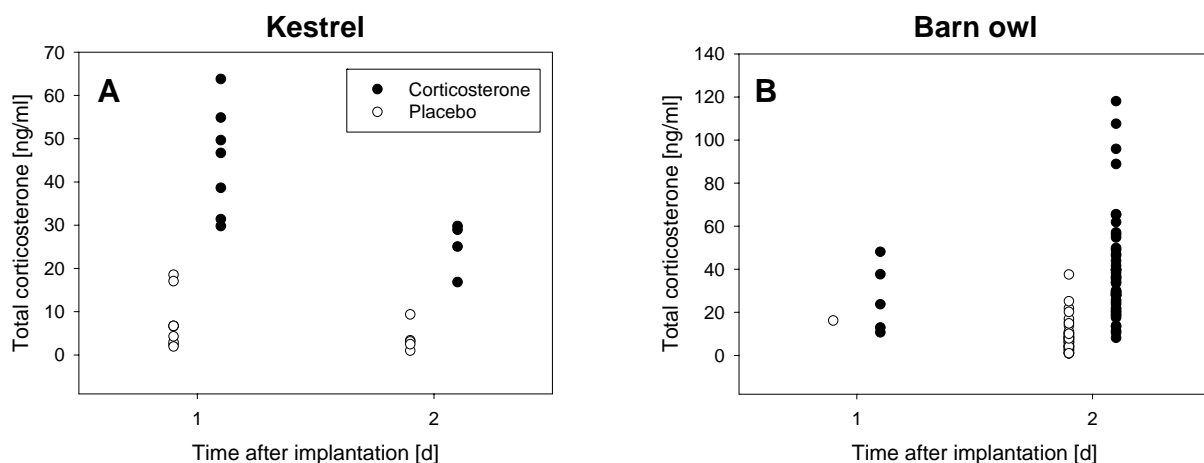 Kestrel
Total corticosterone [ng/ml]
70
60
50
40
30
20
10
0
A
Corticosterone
Placebo
1 2
Time after implantation [d]
Barn owl
Total corticosterone [ng/ml]
140
120
100
80
60
40
20
0
B
1 2
Time after implantation [d]